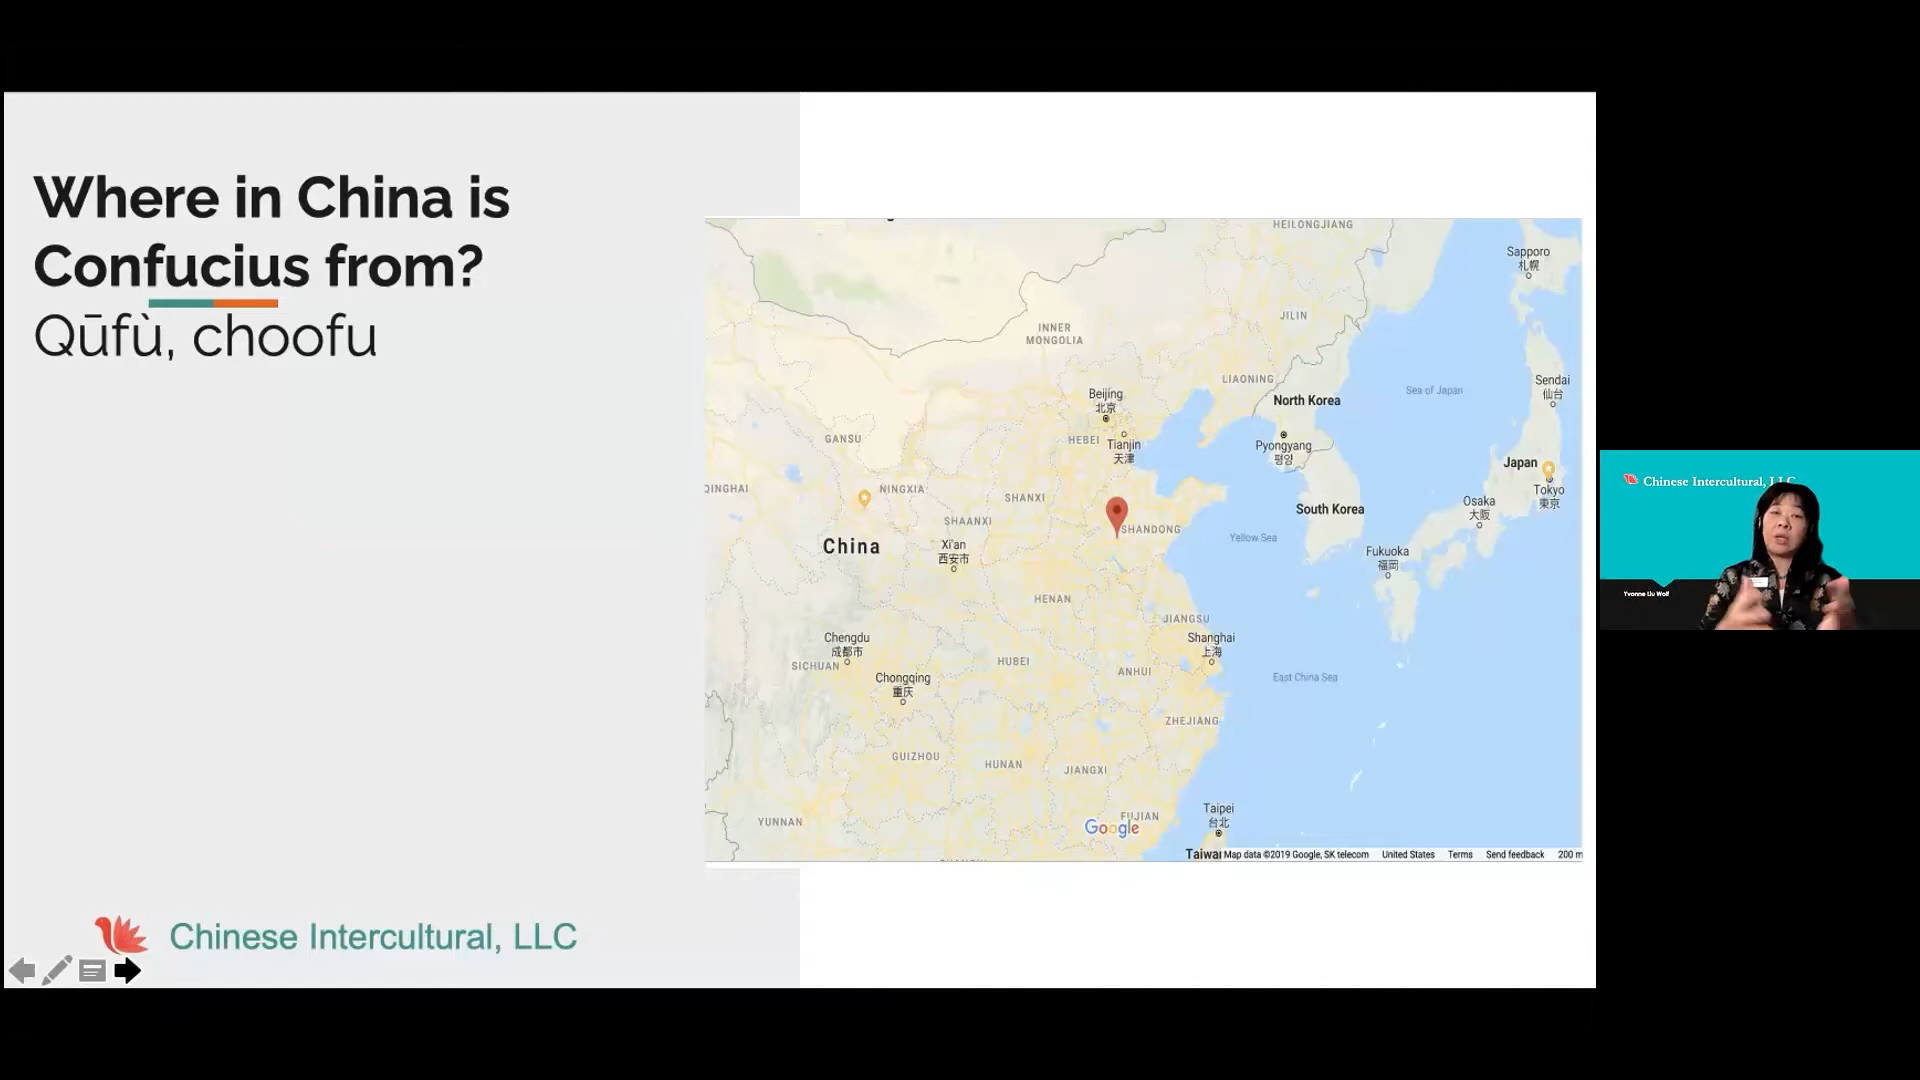 Where in China is
Confucius from?
Qūfù, choofu
HEILONGJIANG
Sapporo
札幌
JILIN
INNER
MONGOLIA
LIAONING
Sendai
仙台
Beijing
北京
North Korea
Sea of Japan
GANSU
HEBEI
Tianjin
天津
Pyongyang
평양
Japan
QINGHAI
NINGXIA
SHANXI
Tokyo
東京
Osaka
大阪
South Korea
SHAANXI
SHANDONG
Yellow Sea
China
Xi'an
西安市
Fukuoka
福岡
HENAN
JIANGSU
Chengdu
成都市
Shanghai
上海
SICHUAN
HUBEI
ANHUI
Chongqing
重庆
East China Sea
ZHEJIANG
GUIZHOU
HUNAN
JIANGXI
Taipei
台北
YUNNAN
FUJIAN
Google
Taiwa
Map data ©2019 Google, SK telecom United States Terms Send feedback 200 m
Chinese Intercultural, LLC
Chinese Intercultural, LLC
Yvonne Liu Wolf